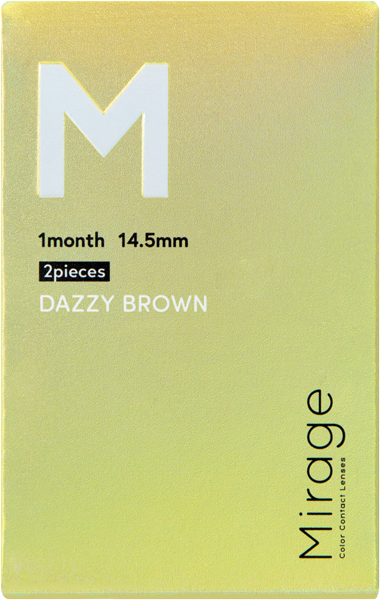 M
1month 14.5mm
2pieces
DAZZY BROWN
Mirage
Color Contact Lenses